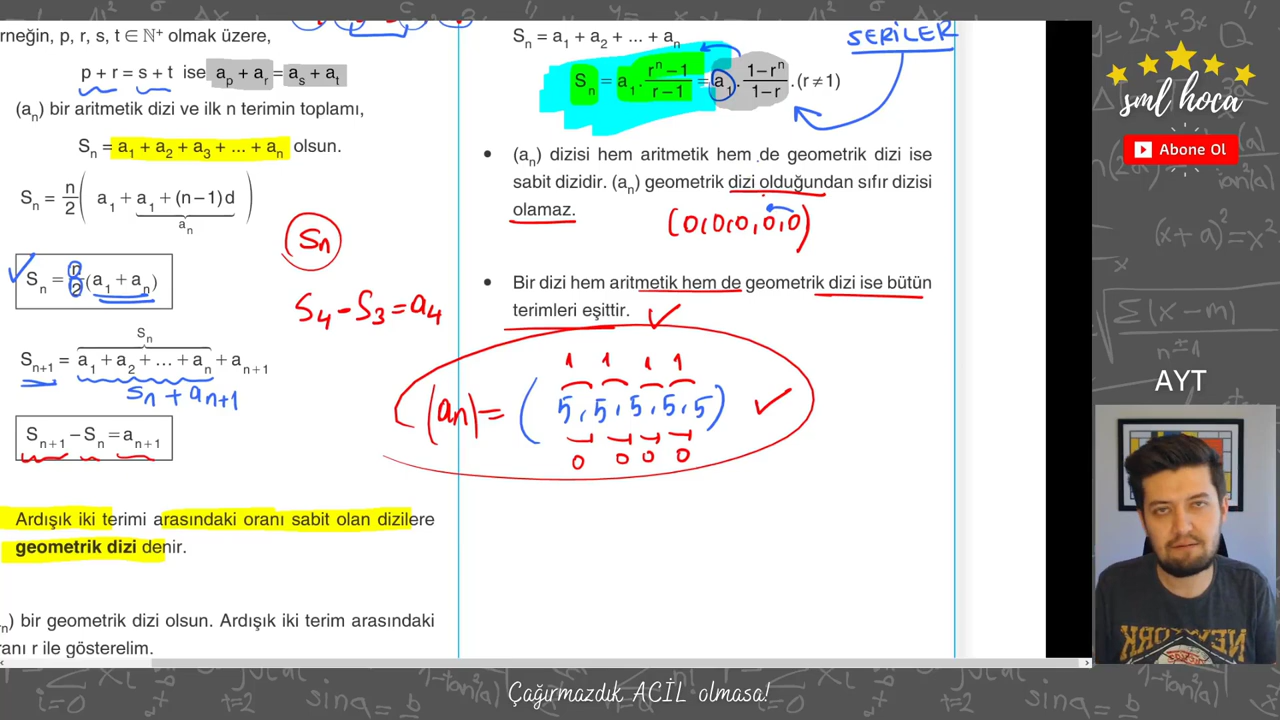 rneğin, p, r, s, t ∈ N⁺ olmak üzere,
p + r = s + t ise aₚ + aᵣ = aₛ + aₜ
(aₙ) bir aritmetik dizi ve ilk n terimin toplamı,
Sₙ = a₁ + a₂ + a₃ + ... + aₙ olsun.
Sₙ = n/2 ( a₁ + a₁ + (n−1)d )
aₙ
Sₙ = n/2 (a₁ + aₙ)
Sₙ
Sₙ₊₁ = a₁ + a₂ + ... + aₙ + aₙ₊₁
Sₙ + aₙ₊₁
Sₙ₊₁ − Sₙ = aₙ₊₁
Sₙ
S₄ − S₃ = a₄
Ardışık iki terimi arasındaki oranı sabit olan dizilere
geometrik dizi denir.
ₙ) bir geometrik dizi olsun. Ardışık iki terim arasındaki
ranı r ile gösterelim.
Sₙ = a₁ + a₂ + ... + aₙ
SERİLER
Sₙ = a₁ . rⁿ − 1 / r − 1 = a₁ . 1 − rⁿ / 1 − r . (r ≠ 1)
• (aₙ) dizisi hem aritmetik hem de geometrik dizi ise
sabit dizidir. (aₙ) geometrik dizi olduğundan sıfır dizisi
olamaz.
(0,0,0,0,0)
• Bir dizi hem aritmetik hem de geometrik dizi ise bütün
terimleri eşittir.
1 1 1 1
(aₙ) = ( 5, 5, 5, 5, 5 )
0 0 0 0
sml hoca
Abone Ol
AYT
NEW YORK
Çağırmazdık ACİL olmasa!